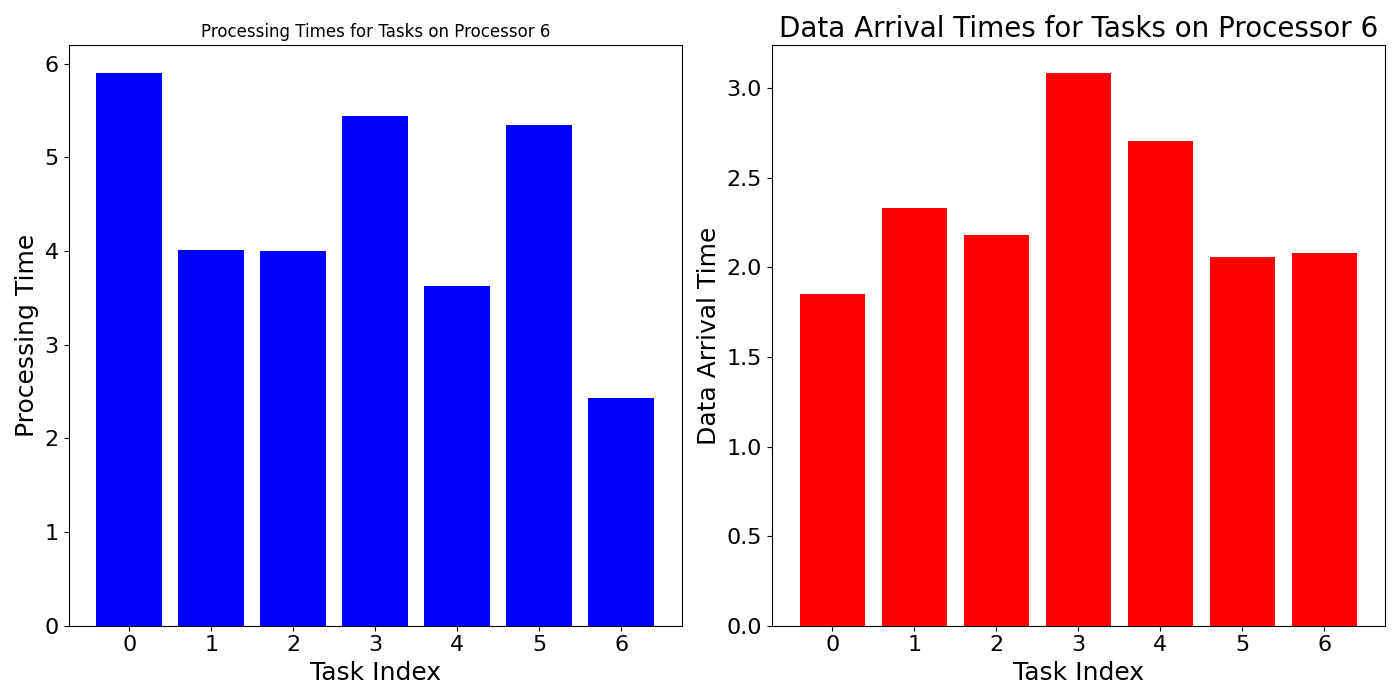 Processing Times for Tasks on Processor 6
Processing Time
6
5
4
3
2
1
0
0 1 2 3 4 5 6
Task Index
Data Arrival Times for Tasks on Processor 6
Data Arrival Time
3.0
2.5
2.0
1.5
1.0
0.5
0.0
0 1 2 3 4 5 6
Task Index